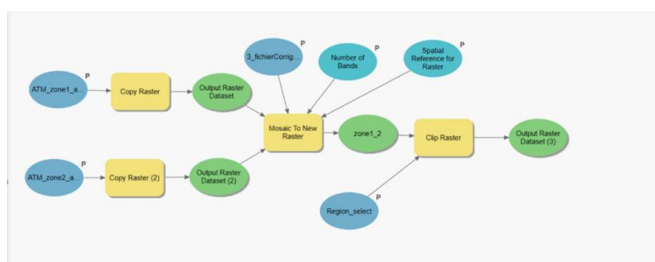 P
ATM_zone1_a...
Copy Raster
Output Raster
Dataset
P
3_fichierCorrig...
P
Number of
Bands
P
Spatial
Reference for
Raster
Mosaic To New
Raster
zone1_2
Clip Raster
Output Raster
Dataset (3)
P
ATM_zone2_a...
Copy Raster (2)
Output Raster
Dataset (2)
P
Region_select